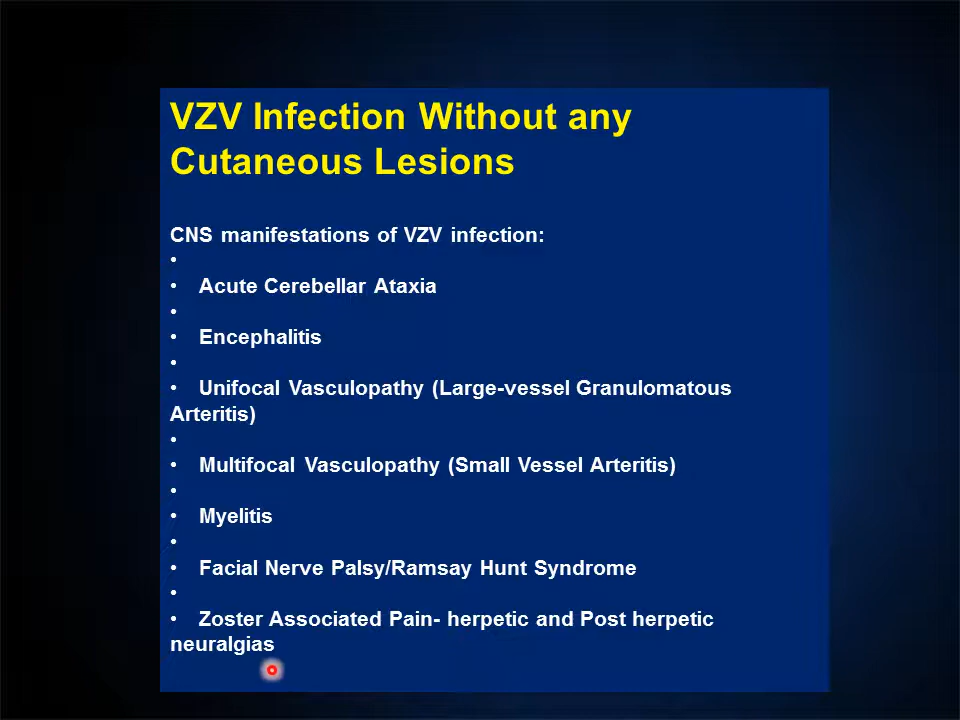 VZV Infection Without any
Cutaneous Lesions
CNS manifestations of VZV infection:
•
• Acute Cerebellar Ataxia
•
• Encephalitis
•
• Unifocal Vasculopathy (Large-vessel Granulomatous
Arteritis)
•
• Multifocal Vasculopathy (Small Vessel Arteritis)
•
• Myelitis
•
• Facial Nerve Palsy/Ramsay Hunt Syndrome
•
• Zoster Associated Pain- herpetic and Post herpetic
neuralgias